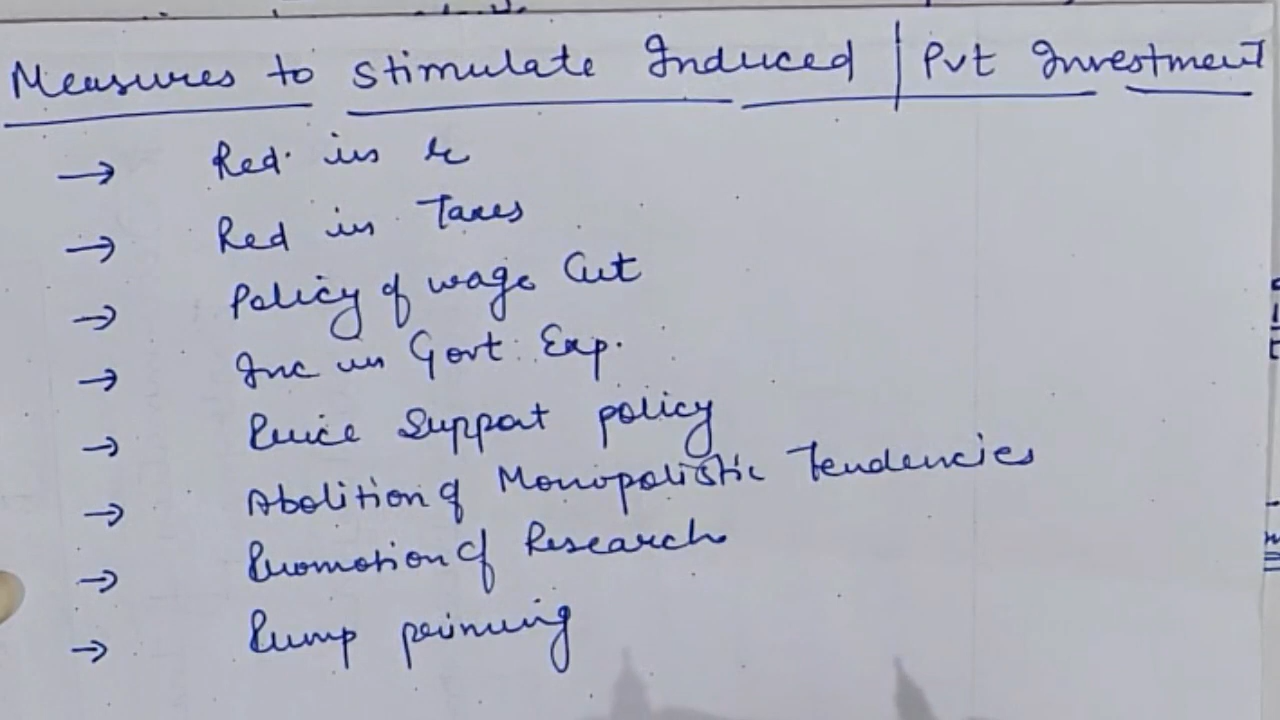 Measures to stimulate Induced | Pvt Investment
→ Red. in r
→ Red in Taxes
→ Policy of wage Cut
→ Inc in Govt. Exp.
→ Price Support policy
→ Abolition of Monopolistic Tendencies
→ Promotion of Research
→ Pump priming